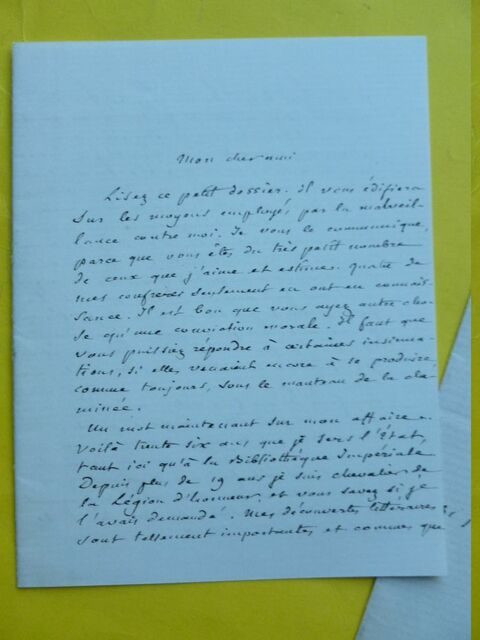 Mon cher ami
Lisez ce petit dossier. Il vous édifiera
sur les moyens employés par la malveil-
lance contre moi. Je vous le communique,
parce que vous êtes du très petit nombre
de ceux que j'aime et estime. quatre de
mes confrères seulement en ont eu connais-
sance. Il est bon que vous ayez autre cho-
se qu'une conviction morale. Il faut que
vous puissiez répondre à certaines insinua-
tions, si elles venaient encore à se produire
comme toujours, sous le manteau de la che-
minée.
Un mot maintenant sur mon affaire.
Voilà trente six ans que je sers l'État,
tant ici qu'à la Bibliothèque Impériale
Depuis plus de 19 ans je suis chevalier de
la Légion d'honneur, et vous savez si je
l'avais demandé. Mes découvertes littéraires
sont tellement importantes et connues que